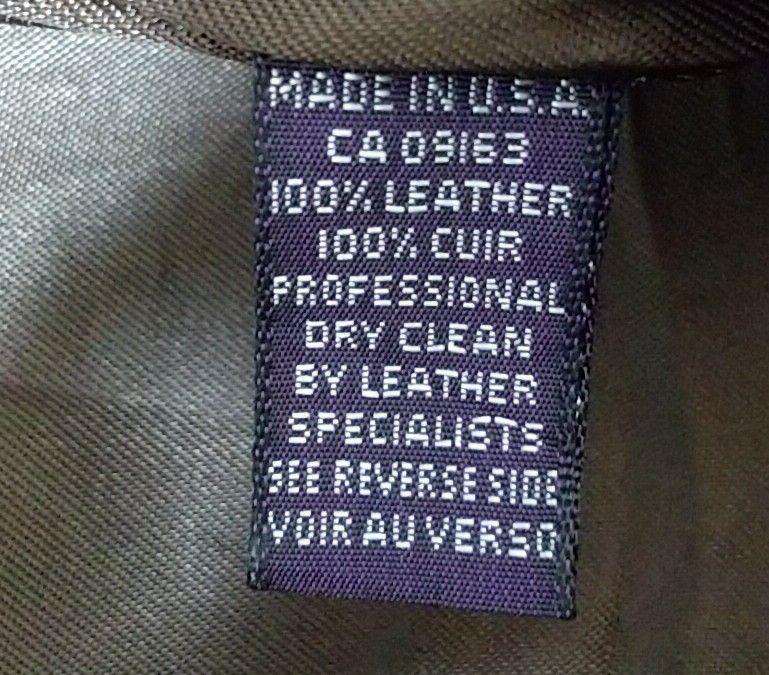 MADE IN U.S.A.
CA 09163
100% LEATHER
100% CUIR
PROFESSIONAL
DRY CLEAN
BY LEATHER
SPECIALISTS
SEE REVERSE SIDE
VOIR AU VERSO